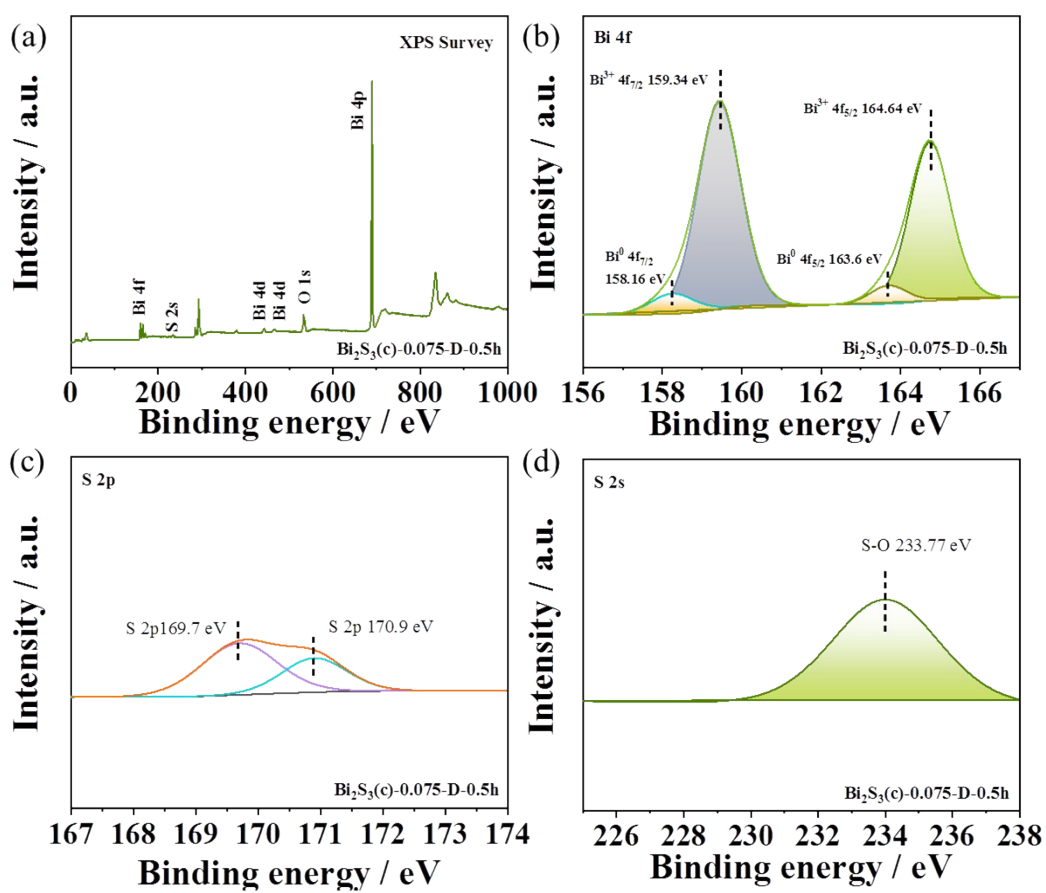 (a)
XPS Survey
Intensity / a.u.
Bi 4f
S 2s
Bi 4d
Bi 4d
O 1s
Bi 4p
Bi₂S₃(c)-0.075-D-0.5h
0 200 400 600 800 1000
Binding energy / eV
(b)
Bi 4f
Intensity / a.u.
Bi³⁺ 4f₇/₂ 159.34 eV
Bi³⁺ 4f₅/₂ 164.64 eV
Bi⁰ 4f₇/₂
158.16 eV
Bi⁰ 4f₅/₂ 163.6 eV
Bi₂S₃(c)-0.075-D-0.5h
156 158 160 162 164 166
Binding energy / eV
(c)
S 2p
Intensity / a.u.
S 2p169.7 eV
S 2p 170.9 eV
Bi₂S₃(c)-0.075-D-0.5h
167 168 169 170 171 172 173 174
Binding energy / eV
(d)
S 2s
Intensity / a.u.
S-O 233.77 eV
Bi₂S₃(c)-0.075-D-0.5h
226 228 230 232 234 236 238
Binding energy / eV